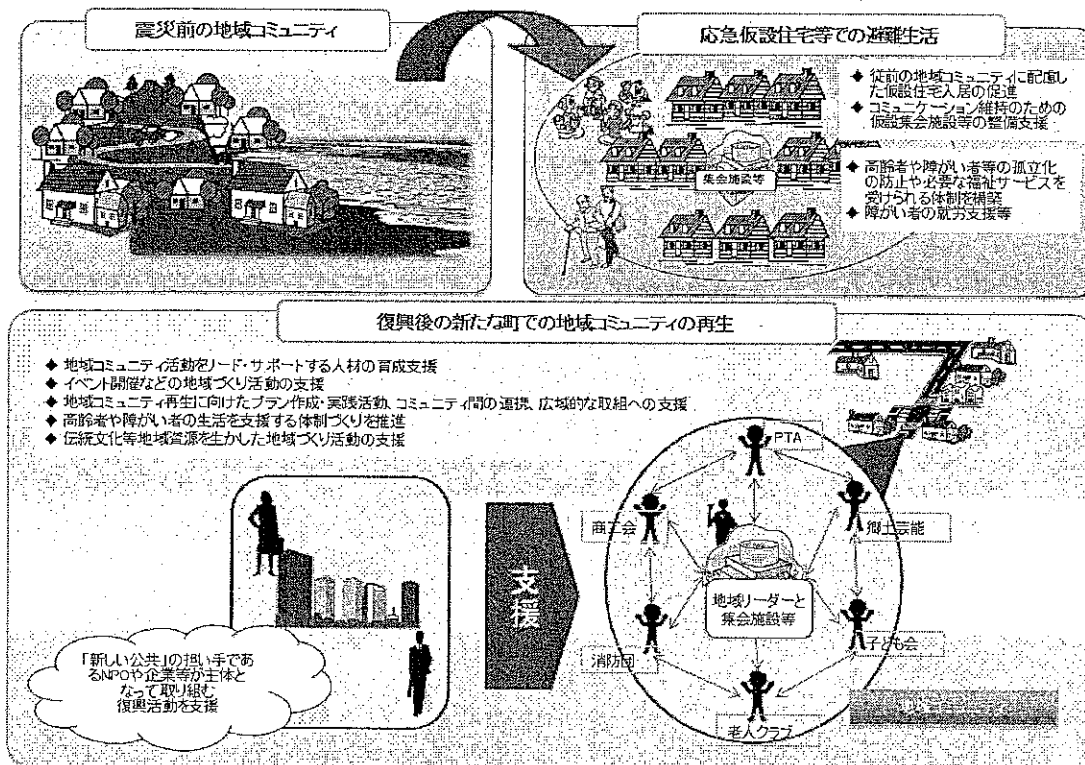 震災前の地域コミュニティ
応急仮設住宅等での避難生活
◆ 従前の地域コミュニティに配慮し
た仮設住宅入居の促進
◆ コミュニケーション維持のための
仮設集会施設等の整備支援
◆ 高齢者や障がい者等の孤立化
の防止や必要な福祉サービスを
受けられる体制を構築
◆ 障がい者の就労支援等
集会施設等
復興後の新たな町での地域コミュニティの再生
◆ 地域コミュニティ活動をリード・サポートする人材の育成支援
◆ イベント開催などの地域づくり活動の支援
◆ 地域コミュニティ再生に向けたプラン作成・実践活動、コミュニティ間の連携、広域的な取組への支援
◆ 高齢者や障がい者の生活を支援する体制づくりを推進
◆ 伝統文化等地域資源を生かした地域づくり活動の支援
「新しい公共」の担い手であ
るNPOや企業等が主体と
なって取り組む
復興活動を支援
支援
PTA
商工会
郷土芸能
地域リーダーと
集会施設等
消防団
子ども会
老人クラブ